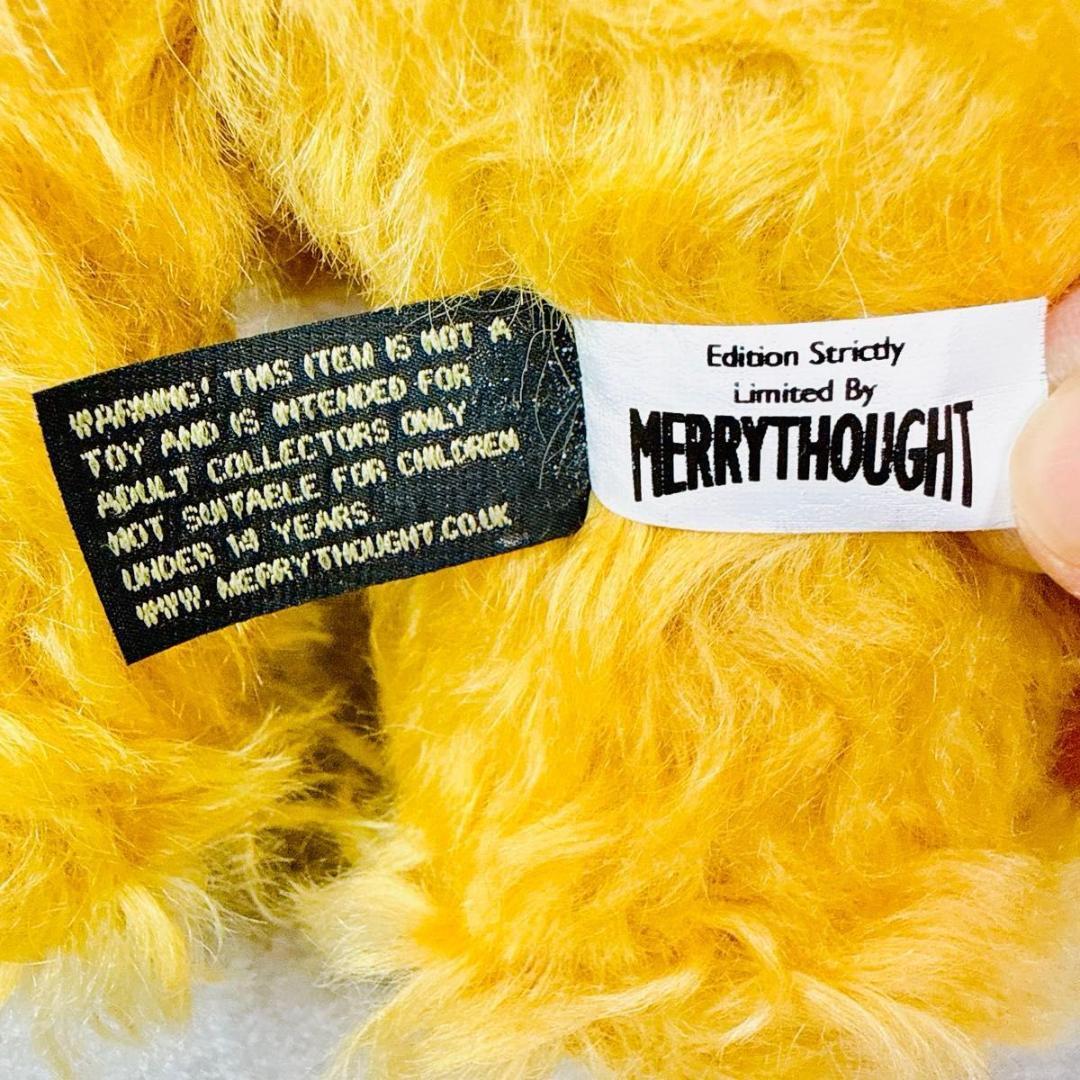 WARNING! THIS ITEM IS NOT A
TOY AND IS INTENDED FOR
ADULT COLLECTORS ONLY
NOT SUITABLE FOR CHILDREN
UNDER 14 YEARS.
WWW.MERRYTHOUGHT.CO.UK
Edition Strictly
Limited By
MERRYTHOUGHT